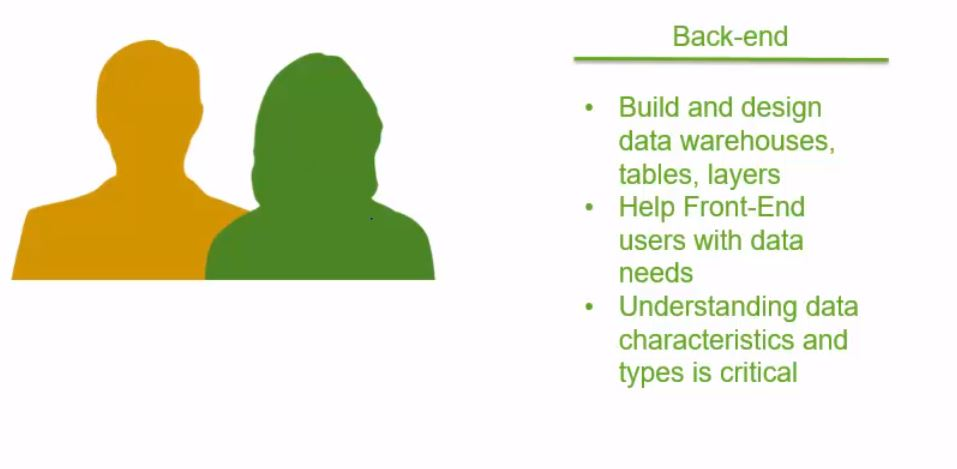 Back-end
• Build and design
data warehouses,
tables, layers
• Help Front-End
users with data
needs
• Understanding data
characteristics and
types is critical